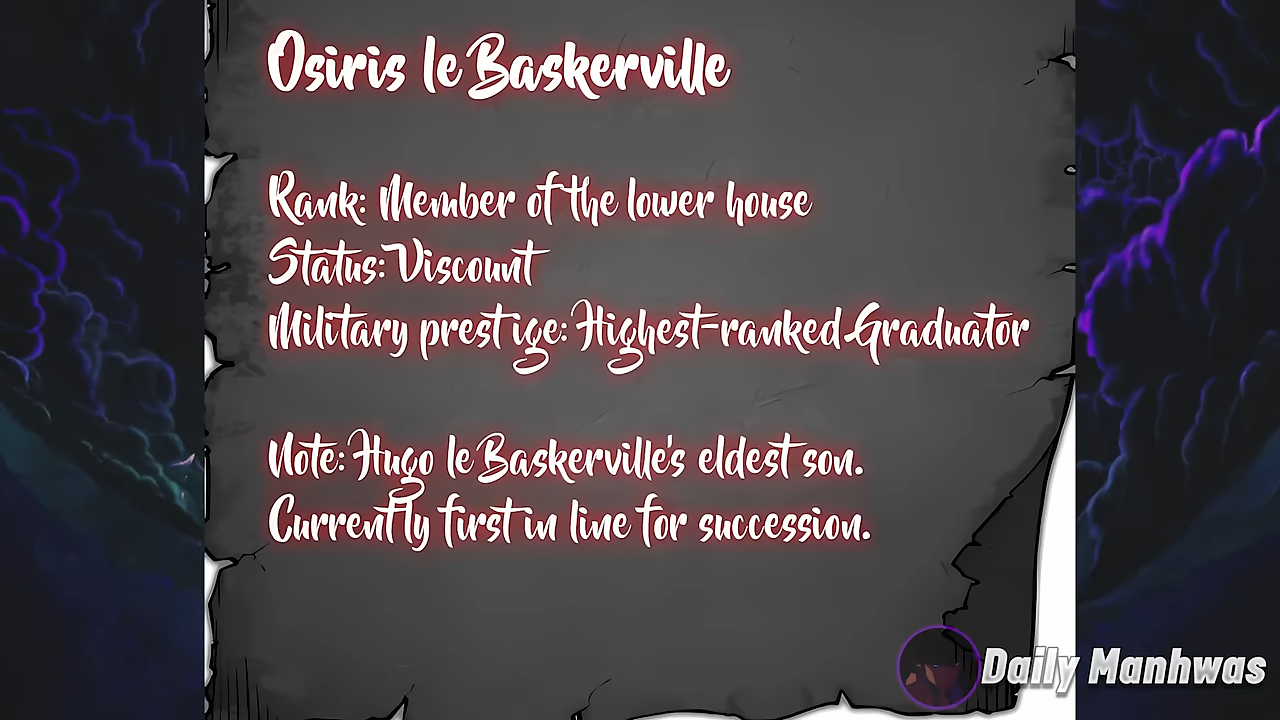 Osiris le Baskerville
Rank: Member of the lower house
Status: Viscount
Military prestige: Highest-ranked Graduator
Note: Hugo le Baskerville's eldest son.
Currently first in line for succession.
Daily Manhwas